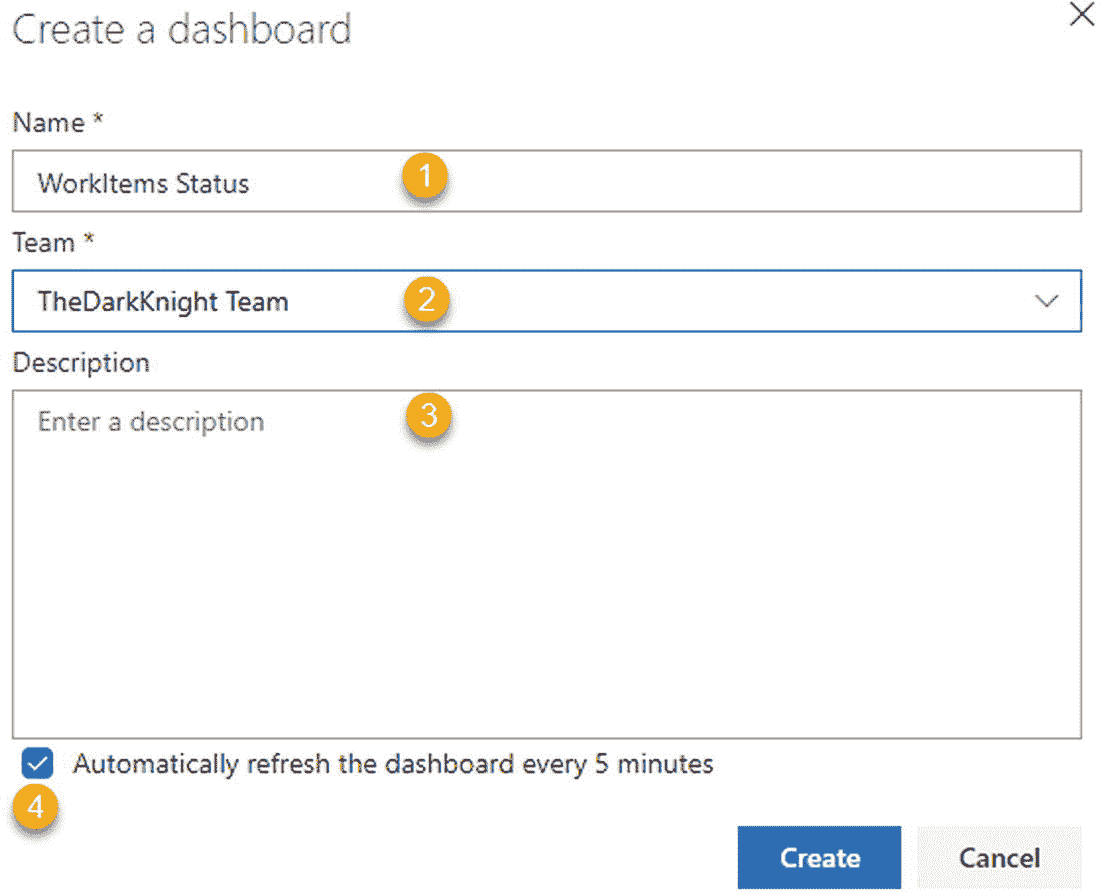 Create a dashboard
Name *
WorkItems Status 1
Team *
TheDarkKnight Team 2
Description
Enter a description 3
Automatically refresh the dashboard every 5 minutes
4
Create Cancel